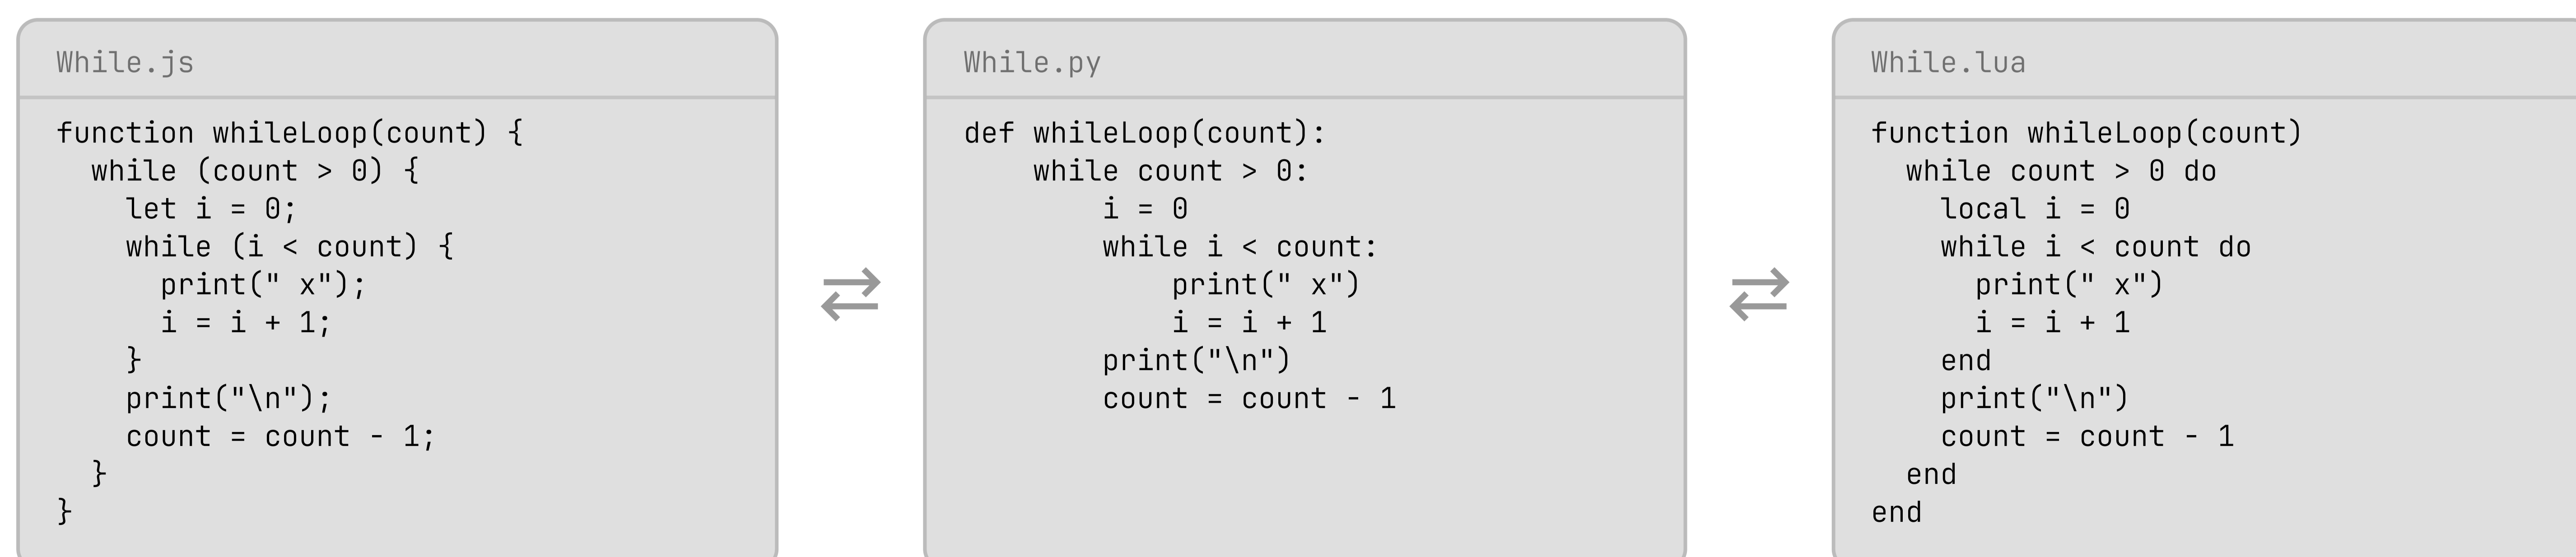 While.js
function whileLoop(count) {
  while (count > 0) {
    let i = 0;
    while (i < count) {
      print(" x");
      i = i + 1;
    }
    print("\n");
    count = count - 1;
  }
}
While.py
def whileLoop(count):
    while count > 0:
        i = 0
        while i < count:
            print(" x")
            i = i + 1
        print("\n")
        count = count - 1
While.lua
function whileLoop(count)
  while count > 0 do
    local i = 0
    while i < count do
      print(" x")
      i = i + 1
    end
    print("\n")
    count = count - 1
  end
end